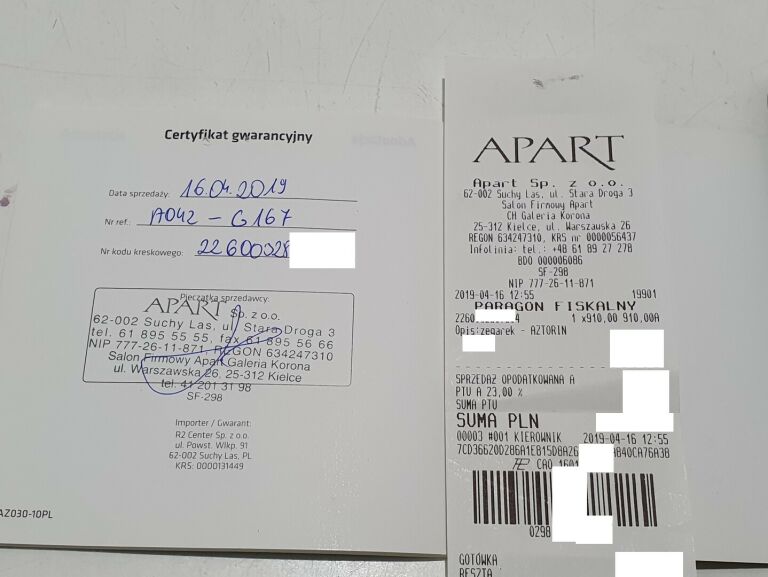 Certyfikat gwarancyjny
Data sprzedaży: 16.04.2019
Nr ref.: A042 - G167
Nr kodu kreskowego: 22600028
Pieczątka sprzedawcy:
APART Sp. z o.o.
62-002 Suchy Las, ul. Stara Droga 3
tel. 61 895 55 55, fax 61 895 56 66
NIP 777-26-11-871, REGON 634247310
Salon Firmowy Apart Galeria Korona
ul. Warszawska 26, 25-312 Kielce
tel. 41 201 31 98
SF-298
Importer / Gwarant:
R2 Center Sp. z o.o.
ul. Powst. Wlkp. 91
62-002 Suchy Las, PL
KRS: 0000131449
AZ030-10PL
APART
Apart Sp. z o.o.
62-002 Suchy Las, ul. Stara Droga 3
Salon Firmowy Apart
CH Galeria Korona
25-312 Kielce, ul. Warszawska 26
REGON 634247310, KRS nr 0000056437
Infolinia: tel.: +48 61 89 27 278
BDO 000006086
SF-298
NIP 777-26-11-871
2019-04-16 12:55 19901
PARAGON FISKALNY
2260 1 x910,00 910,00A
Opis:zegarek - AZTORIN
SPRZEDAŻ OPODATKOWANA A
PTU A 23,00 %
SUMA PTU
SUMA PLN
00003 #001 KIEROWNIK 2019-04-16 12:55
CAO 1601
0298
GOTÓWKA
RESZTA